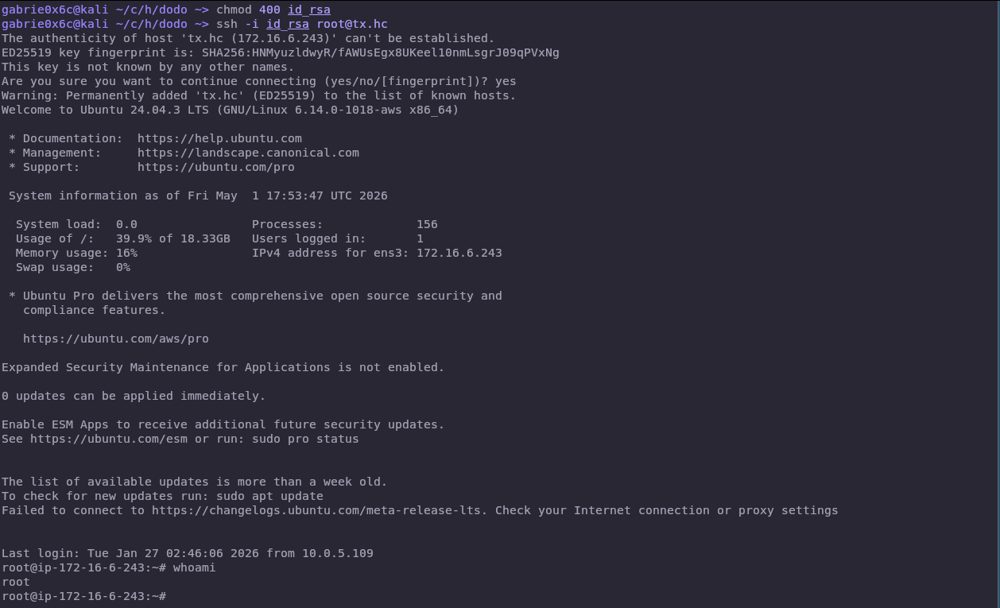 gabrie0x6c@kali ~/c/h/dodo ~> chmod 400 id_rsa
gabrie0x6c@kali ~/c/h/dodo ~> ssh -i id_rsa root@tx.hc
The authenticity of host 'tx.hc (172.16.6.243)' can't be established.
ED25519 key fingerprint is: SHA256:HNMyuzldwyR/fAWUsEgx8UKeel10nmLsgrJ09qPVxNg
This key is not known by any other names.
Are you sure you want to continue connecting (yes/no/[fingerprint])? yes
Warning: Permanently added 'tx.hc' (ED25519) to the list of known hosts.
Welcome to Ubuntu 24.04.3 LTS (GNU/Linux 6.14.0-1018-aws x86_64)

 * Documentation:  https://help.ubuntu.com
 * Management:     https://landscape.canonical.com
 * Support:        https://ubuntu.com/pro

 System information as of Fri May  1 17:53:47 UTC 2026

  System load:  0.0                Processes:             156
  Usage of /:   39.9% of 18.33GB   Users logged in:       1
  Memory usage: 16%                IPv4 address for ens3: 172.16.6.243
  Swap usage:   0%

 * Ubuntu Pro delivers the most comprehensive open source security and
   compliance features.

   https://ubuntu.com/aws/pro

Expanded Security Maintenance for Applications is not enabled.

0 updates can be applied immediately.

Enable ESM Apps to receive additional future security updates.
See https://ubuntu.com/esm or run: sudo pro status


The list of available updates is more than a week old.
To check for new updates run: sudo apt update
Failed to connect to https://changelogs.ubuntu.com/meta-release-lts. Check your Internet connection or proxy settings


Last login: Tue Jan 27 02:46:06 2026 from 10.0.5.109
root@ip-172-16-6-243:~# whoami
root
root@ip-172-16-6-243:~#